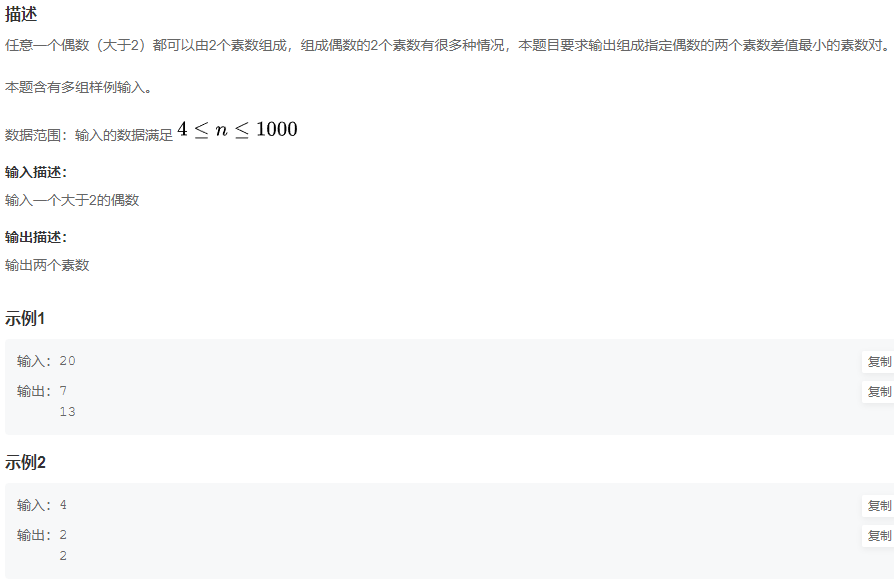 描述
任意一个偶数（大于2）都可以由2个素数组成，组成偶数的2个素数有很多种情况，本题目要求输出组成指定偶数的两个素数差值最小的素数对。
本题含有多组样例输入。
数据范围：输入的数据满足 4 ≤ n ≤ 1000
输入描述：
输入一个大于2的偶数
输出描述：
输出两个素数
示例1
输入：20
复制
输出：7
复制
13
示例2
输入：4
复制
输出：2
复制
2